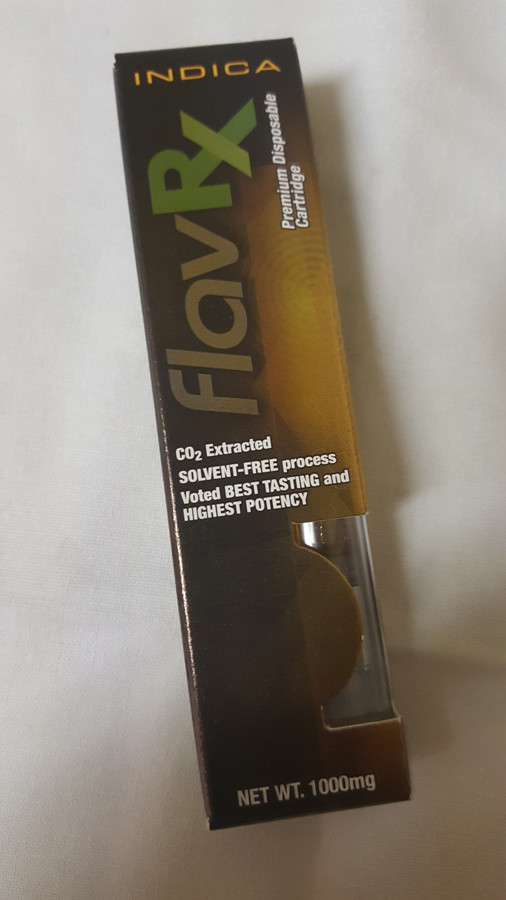 INDICA
flavRx
Premium Disposable
Cartridge
CO₂ Extracted
SOLVENT-FREE process
Voted BEST TASTING and
HIGHEST POTENCY
NET WT. 1000mg